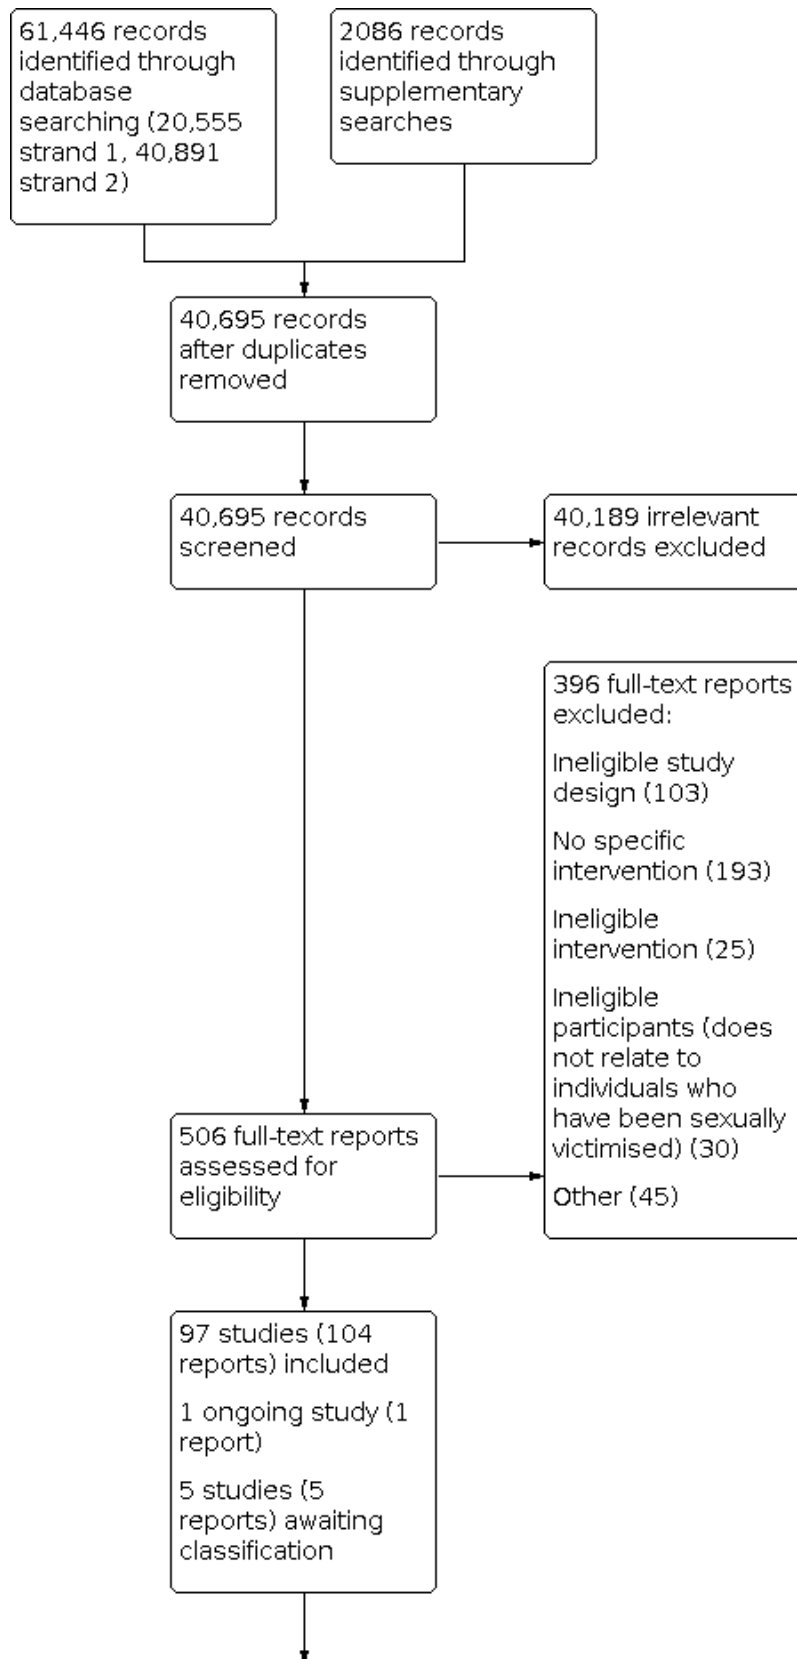 61,446 records
identified through
database
searching (20,555
strand 1, 40,891
strand 2)
2086 records
identified through
supplementary
searches
40,695 records
after duplicates
removed
40,695 records
screened
40,189 irrelevant
records excluded
396 full-text reports
excluded:
Ineligible study
design (103)
No specific
intervention (193)
Ineligible
intervention (25)
Ineligible
participants (does
not relate to
individuals who
have been sexually
victimised) (30)
Other (45)
506 full-text reports
assessed for
eligibility
97 studies (104
reports) included
1 ongoing study (1
report)
5 studies (5
reports) awaiting
classification